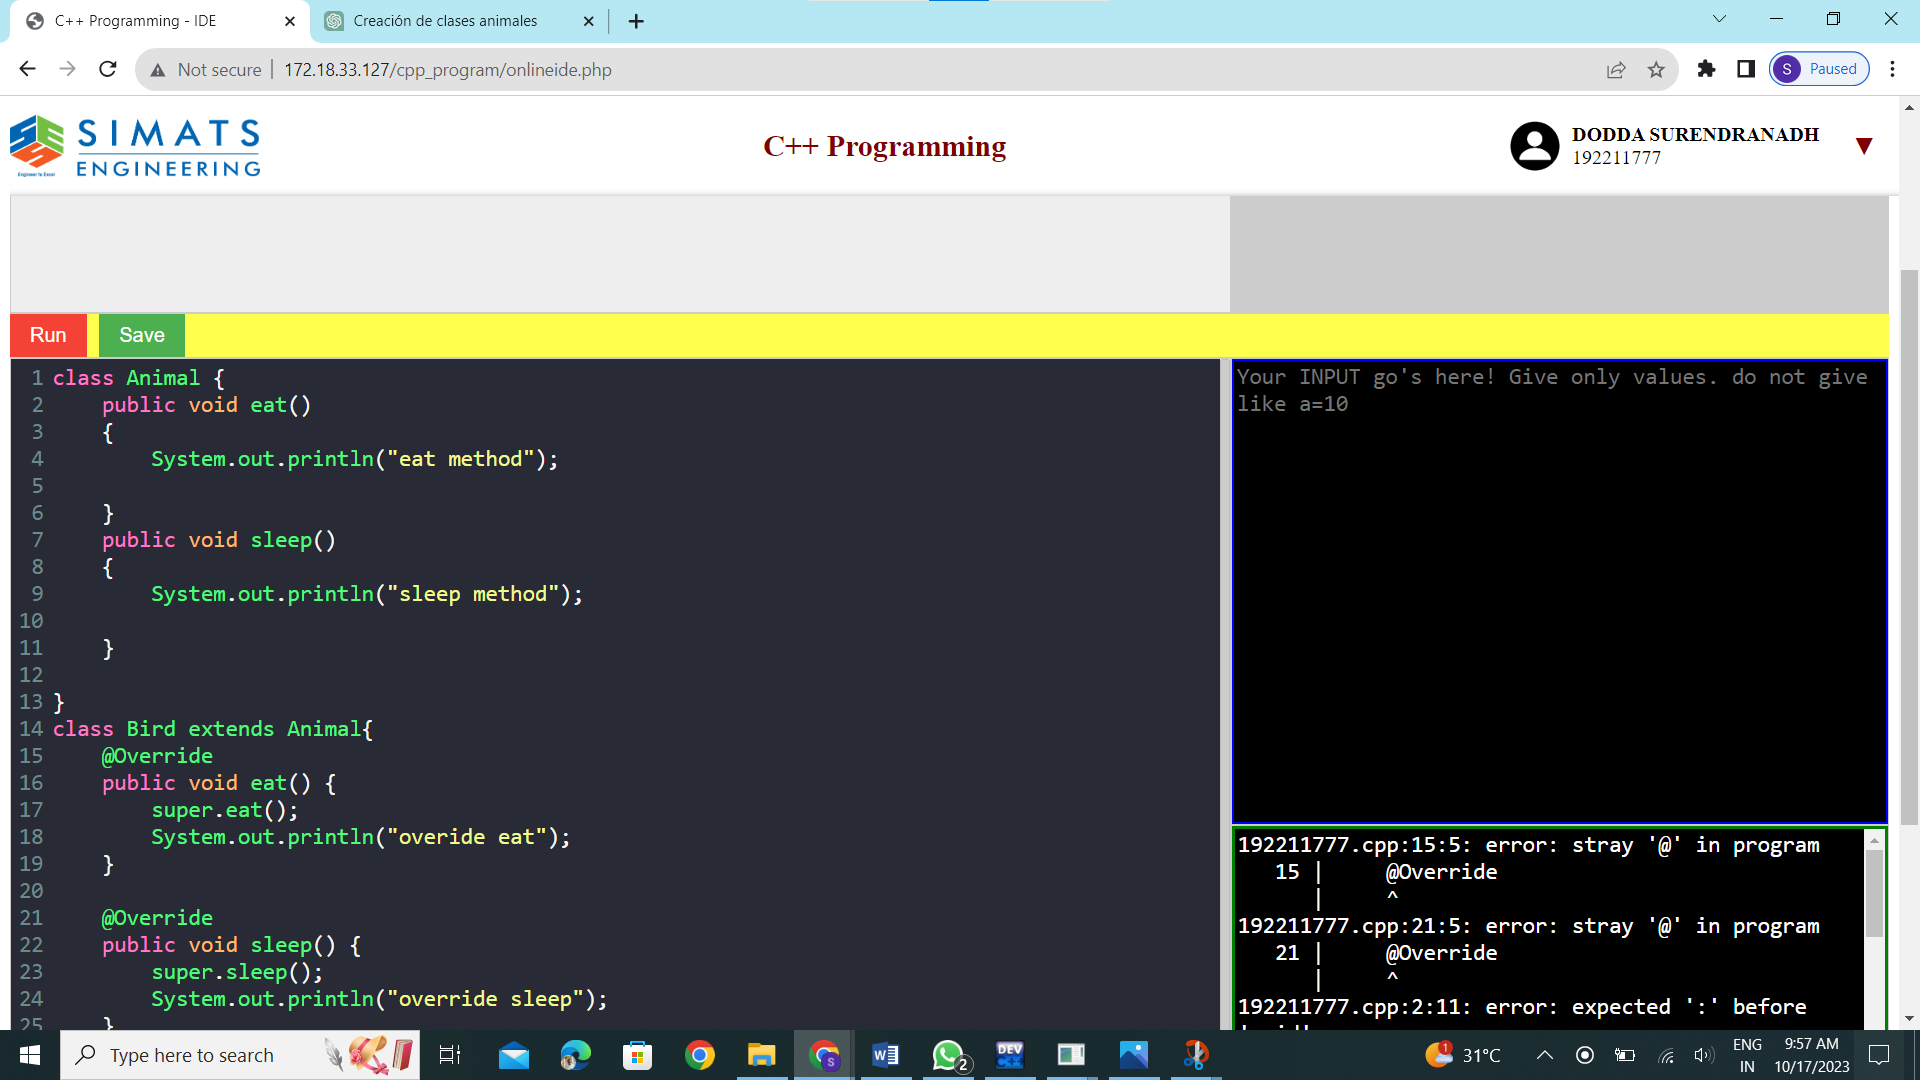 C++ Programming - IDE
Creación de clases animales
Not secure
172.18.33.127/cpp_program/onlineide.php
S
Paused
SIMATS
ENGINEERING
Engineer to Excel
C++ Programming
DODDA SURENDRANADH
192211777
Run
Save
1 class Animal {
2     public void eat()
3     {
4         System.out.println("eat method");
5
6     }
7     public void sleep()
8     {
9         System.out.println("sleep method");
10
11     }
12
13 }
14 class Bird extends Animal{
15     @Override
16     public void eat() {
17         super.eat();
18         System.out.println("overide eat");
19     }
20
21     @Override
22     public void sleep() {
23         super.sleep();
24         System.out.println("override sleep");
25     }
Your INPUT go's here! Give only values. do not give
like a=10
192211777.cpp:15:5: error: stray '@' in program
   15 |     @Override
      |     ^
192211777.cpp:21:5: error: stray '@' in program
   21 |     @Override
      |     ^
192211777.cpp:2:11: error: expected ':' before
Type here to search
S
W
2
DEV
C++
1
31°C
ENG
IN
9:57 AM
10/17/2023